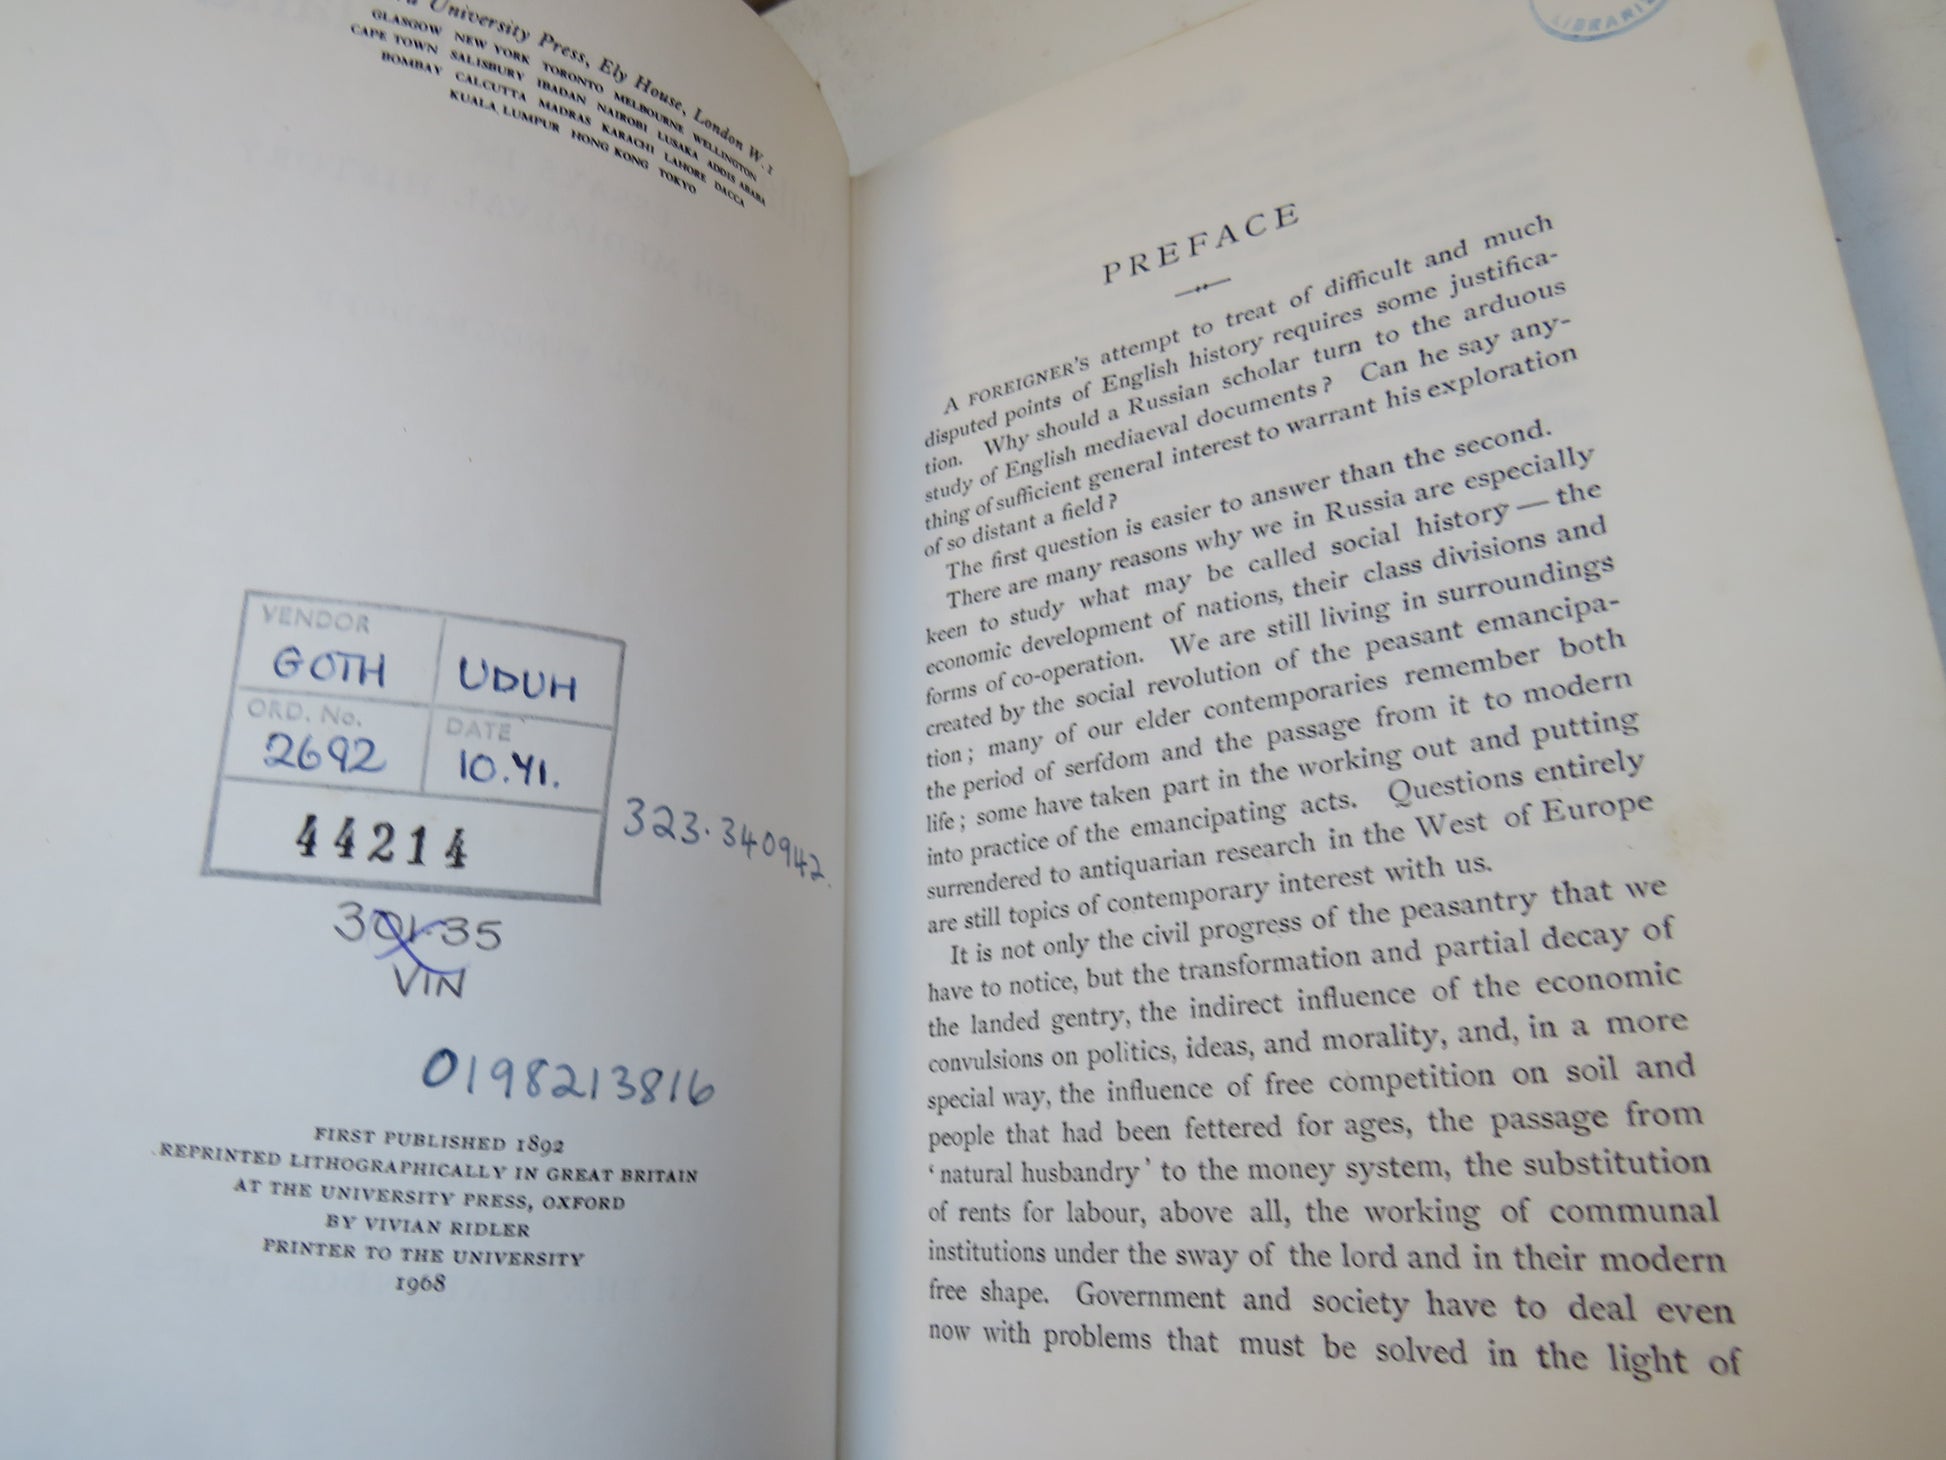 University Press, Ely House, London W.1
GLASGOW NEW YORK TORONTO MELBOURNE WELLINGTON
CAPE TOWN SALISBURY IBADAN NAIROBI LUSAKA ADDIS ABABA
BOMBAY CALCUTTA MADRAS KARACHI LAHORE DACCA
KUALA LUMPUR HONG KONG TOKYO
VENDOR
GOTH UDUH
ORD. No. DATE
2692 10.41.
44214
323.340942
301.35
VIN
0198213816
FIRST PUBLISHED 1892
REPRINTED LITHOGRAPHICALLY IN GREAT BRITAIN
AT THE UNIVERSITY PRESS, OXFORD
BY VIVIAN RIDLER
PRINTER TO THE UNIVERSITY
1968
PREFACE
A FOREIGNER'S attempt to treat of difficult and much
disputed points of English history requires some justifica-
tion. Why should a Russian scholar turn to the arduous
study of English mediaeval documents? Can he say any-
thing of sufficient general interest to warrant his exploration
of so distant a field?
The first question is easier to answer than the second.
There are many reasons why we in Russia are especially
keen to study what may be called social history — the
economic development of nations, their class divisions and
forms of co-operation. We are still living in surroundings
created by the social revolution of the peasant emancipa-
tion; many of our elder contemporaries remember both
the period of serfdom and the passage from it to modern
life; some have taken part in the working out and putting
into practice of the emancipating acts. Questions entirely
surrendered to antiquarian research in the West of Europe
are still topics of contemporary interest with us.
It is not only the civil progress of the peasantry that we
have to notice, but the transformation and partial decay of
the landed gentry, the indirect influence of the economic
convulsions on politics, ideas, and morality, and, in a more
special way, the influence of free competition on soil and
people that had been fettered for ages, the passage from
'natural husbandry' to the money system, the substitution
of rents for labour, above all, the working of communal
institutions under the sway of the lord and in their modern
free shape. Government and society have to deal even
now with problems that must be solved in the light of